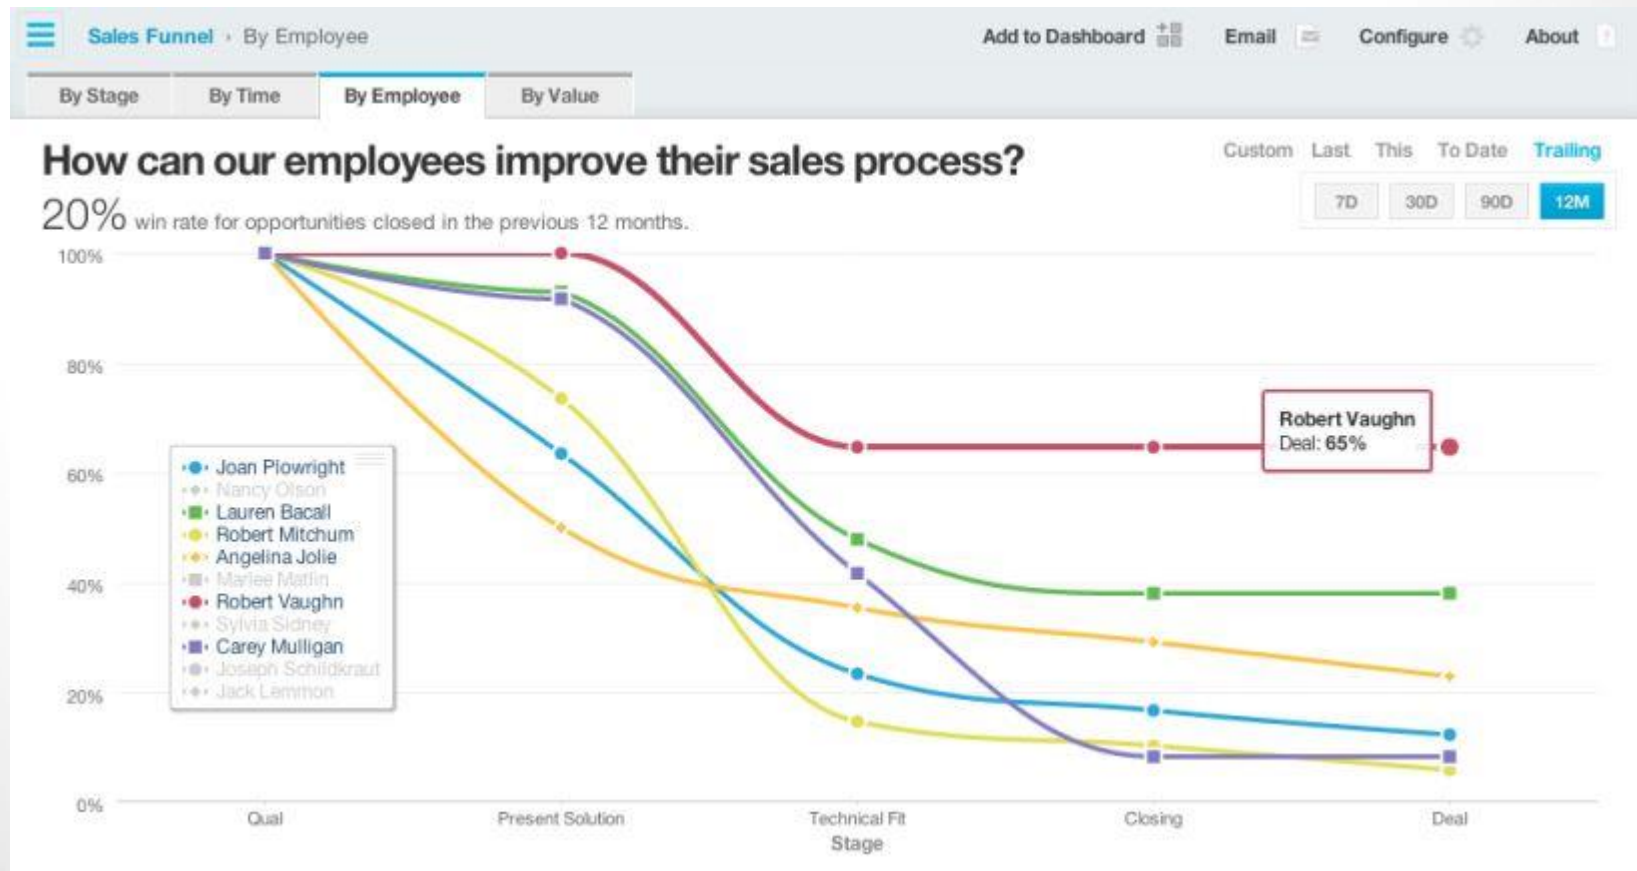 Sales Funnel › By Employee
Add to Dashboard Email Configure About
By Stage By Time By Employee By Value
How can our employees improve their sales process?
Custom Last This To Date Trailing
7D 30D 90D 12M
20% win rate for opportunities closed in the previous 12 months.
100%
80%
60%
40%
20%
0%
Robert Vaughn
Deal: 65%
Joan Plowright
Nancy Olson
Lauren Bacall
Robert Mitchum
Angelina Jolie
Marlee Matlin
Robert Vaughn
Sylvia Sidney
Carey Mulligan
Joseph Schildkraut
Jack Lemmon
Qual Present Solution Technical Fit Closing Deal
Stage